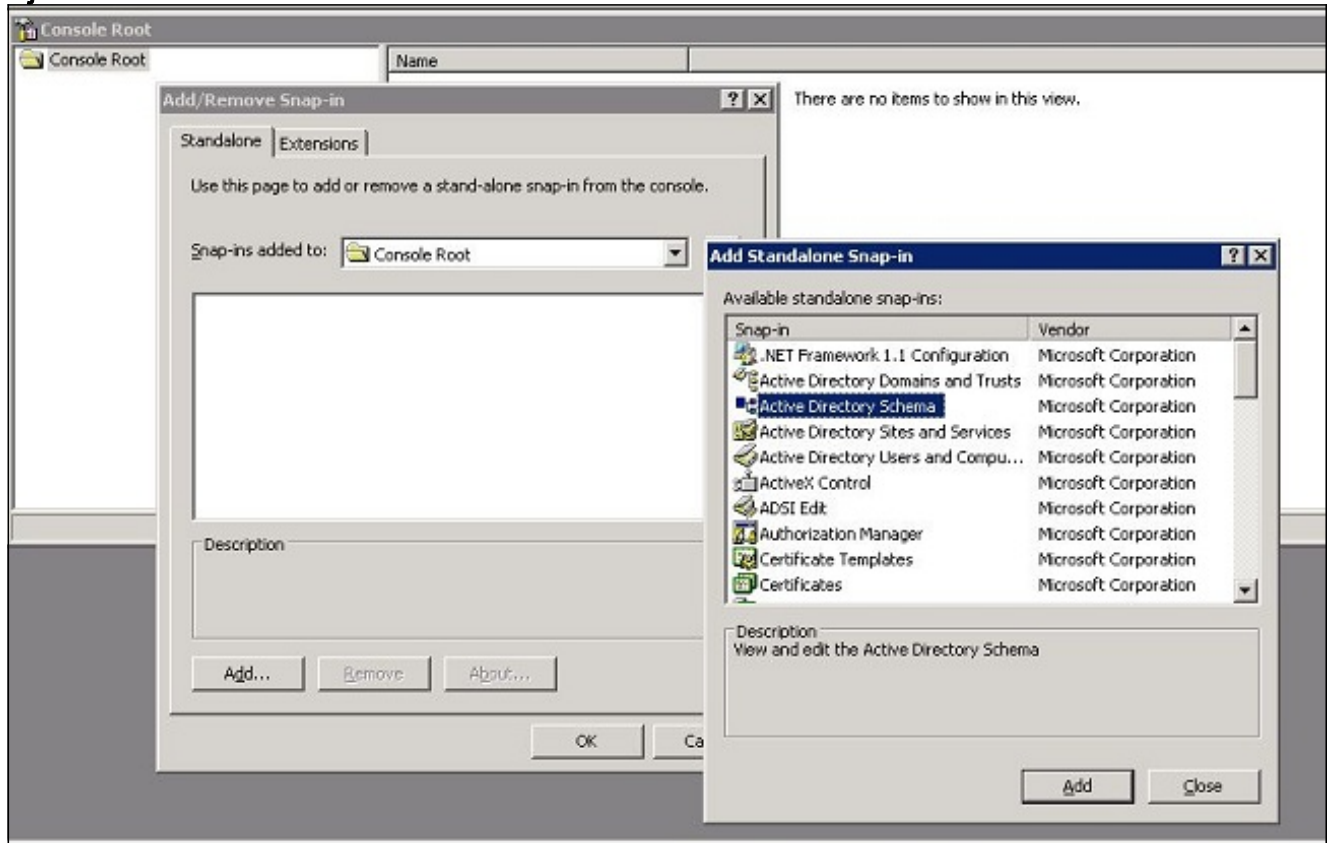 Console Root
Console Root
Name
There are no items to show in this view.
Add/Remove Snap-in
Standalone
Extensions
Use this page to add or remove a stand-alone snap-in from the console.
Snap-ins added to:
Console Root
Description
Add...
Remove
About...
OK
Ca
Add Standalone Snap-in
Available standalone snap-ins:
Snap-in Vendor
.NET Framework 1.1 Configuration Microsoft Corporation
Active Directory Domains and Trusts Microsoft Corporation
Active Directory Schema Microsoft Corporation
Active Directory Sites and Services Microsoft Corporation
Active Directory Users and Compu... Microsoft Corporation
ActiveX Control Microsoft Corporation
ADSI Edit Microsoft Corporation
Authorization Manager Microsoft Corporation
Certificate Templates Microsoft Corporation
Certificates Microsoft Corporation
Description
View and edit the Active Directory Schema
Add
Close